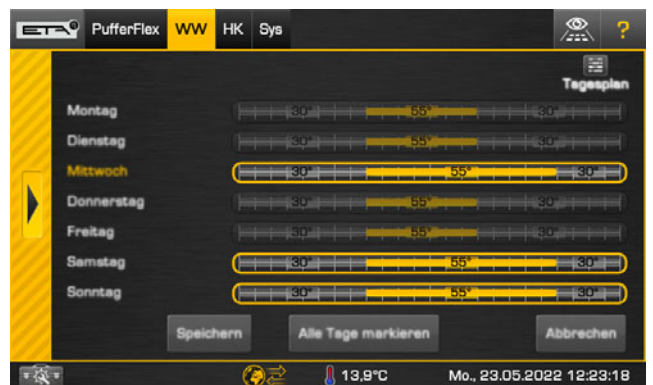 ETA PufferFlex WW HK Sys ?
Tagesplan
Montag 30° 55° 30°
Dienstag 30° 55° 30°
Mittwoch 30° 55° 30°
Donnerstag 30° 55° 30°
Freitag 30° 55° 30°
Samstag 30° 55° 30°
Sonntag 30° 55° 30°
Speichern Alle Tage markieren Abbrechen
13,9°C Mo., 23.05.2022 12:23:18